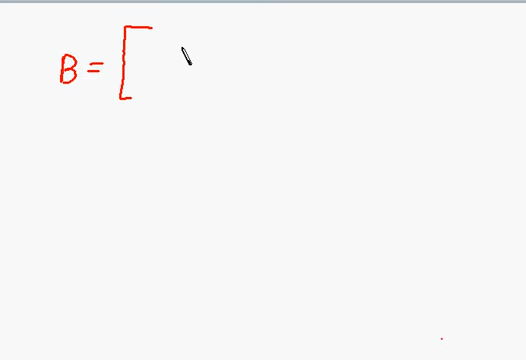 B = [